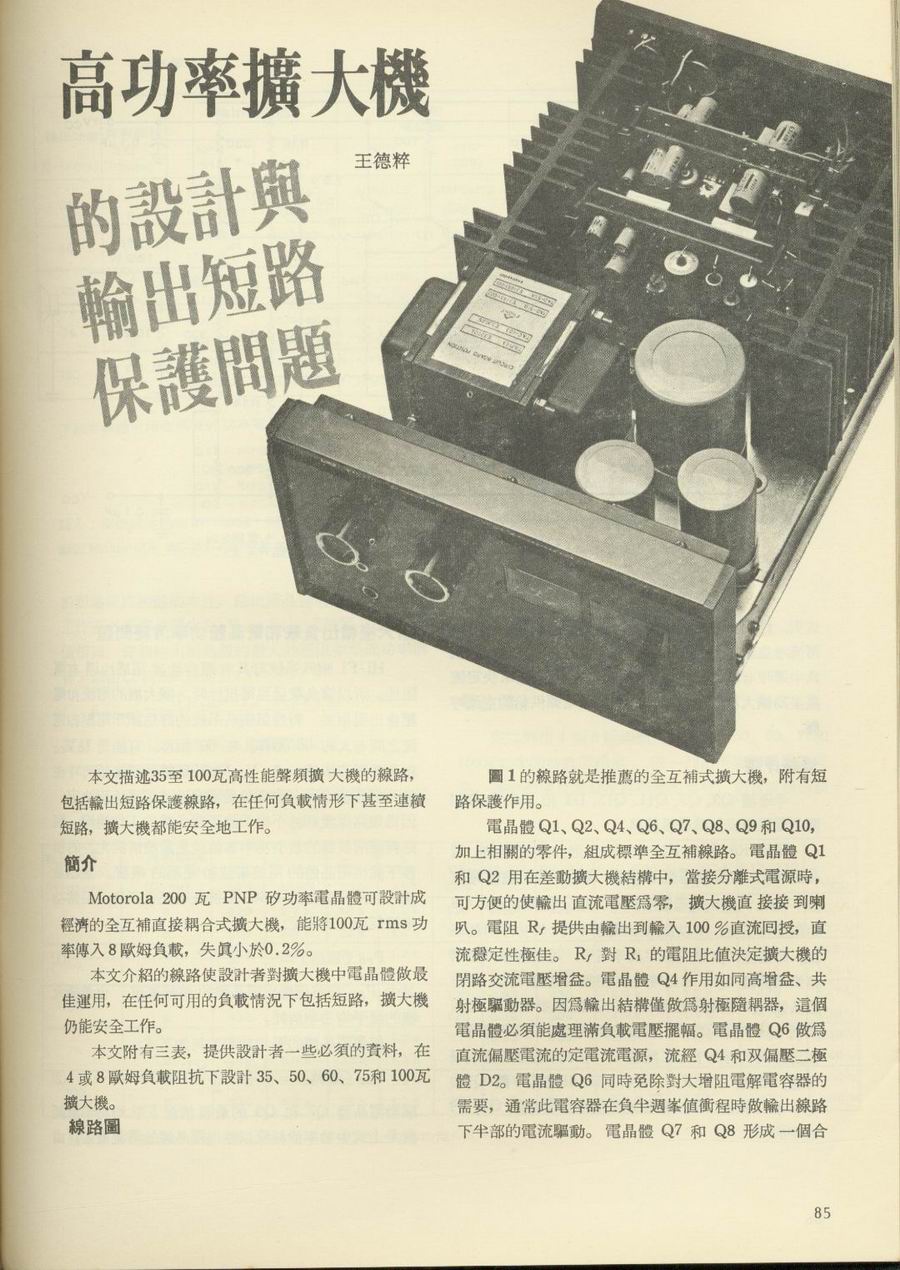 高功率擴大機
王德粹
的設計與
輸出短路
保護問題
CIRCUIT BOARD POSITION
本文描述35至100瓦高性能聲頻擴大機的線路，
包括輸出短路保護線路，在任何負載情形下甚至連續
短路，擴大機都能安全地工作。
簡介
Motorola 200 瓦 PNP 矽功率電晶體可設計成
經濟的全互補直接耦合式擴大機，能將100瓦 rms 功
率傳入8歐姆負載，失眞小於0.2％。
本文介紹的線路使設計者對擴大機中電晶體做最
佳運用，在任何可用的負載情況下包括短路，擴大機
仍能安全工作。
本文附有三表，提供設計者一些必須的資料，在
4或8歐姆負載阻抗下設計 35、50、60、75和100瓦
擴大機。
線路圖
圖1的線路就是推薦的全互補式擴大機，附有短
路保護作用。
電晶體 Q1、Q2、Q4、Q6、Q7、Q8、Q9和Q10，
加上相關的零件，組成標準全互補線路。電晶體 Q1
和 Q2 用在差動擴大機結構中，當接分離式電源時，
可方便的使輸出直流電壓爲零，擴大機直接接到喇
叭。電阻 Rf 提供由輸出到輸入100％直流回授，直
流穩定性極佳。Rf 對 Ri 的電阻比值決定擴大機的
閉路交流電壓增益。電晶體 Q4作用如同高增益、共
射極驅動器。因爲輸出結構僅做爲射極隨耦器，這個
電晶體必須能處理滿負載電壓擺幅。電晶體 Q6 做爲
直流偏壓電流的定電流電源，流經 Q4 和双偏壓二極
體 D2。電晶體 Q6 同時免除對大增阻電解電容器的
需要，通常此電容器在負半週峯値衝程時做輸出線路
下半部的電流驅動。電晶體 Q7 和 Q8 形成一個合
85